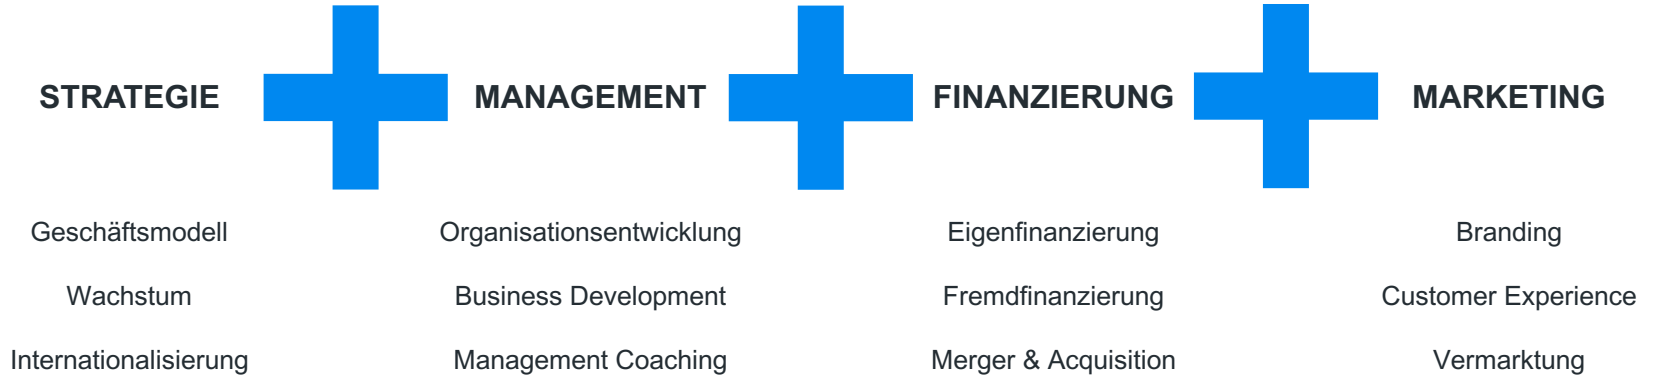 STRATEGIE MANAGEMENT FINANZIERUNG MARKETING
Geschäftsmodell Organisationsentwicklung Eigenfinanzierung Branding
Wachstum Business Development Fremdfinanzierung Customer Experience
Internationalisierung Management Coaching Merger & Acquisition Vermarktung